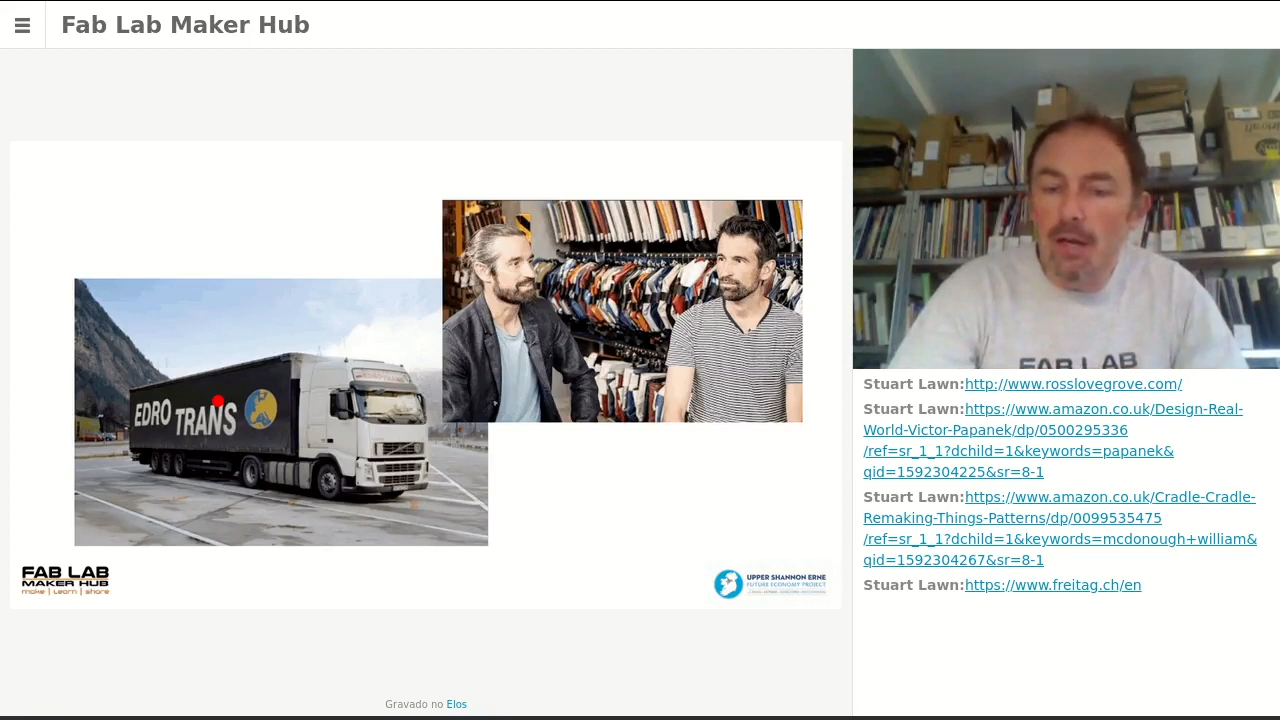 Fab Lab Maker Hub
EDRO TRANS
FAB LAB
MAKER HUB
make | learn | share
UPPER SHANNON ERNE
FUTURE ECONOMY PROJECT
FAB LAB
Stuart Lawn:http://www.rosslovegrove.com/
Stuart Lawn:https://www.amazon.co.uk/Design-Real-
World-Victor-Papanek/dp/0500295336
/ref=sr_1_1?dchild=1&keywords=papanek&
qid=1592304225&sr=8-1
Stuart Lawn:https://www.amazon.co.uk/Cradle-Cradle-
Remaking-Things-Patterns/dp/0099535475
/ref=sr_1_1?dchild=1&keywords=mcdonough+william&
qid=1592304267&sr=8-1
Stuart Lawn:https://www.freitag.ch/en
Gravado no Elos